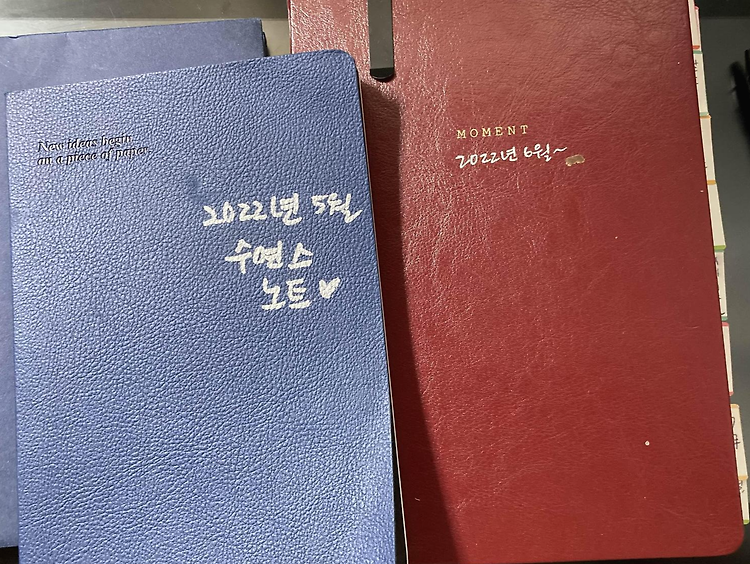 New ideas begin
on a piece of paper.
2022년 5월
수연스
노트♥
MOMENT
2022년 6월~